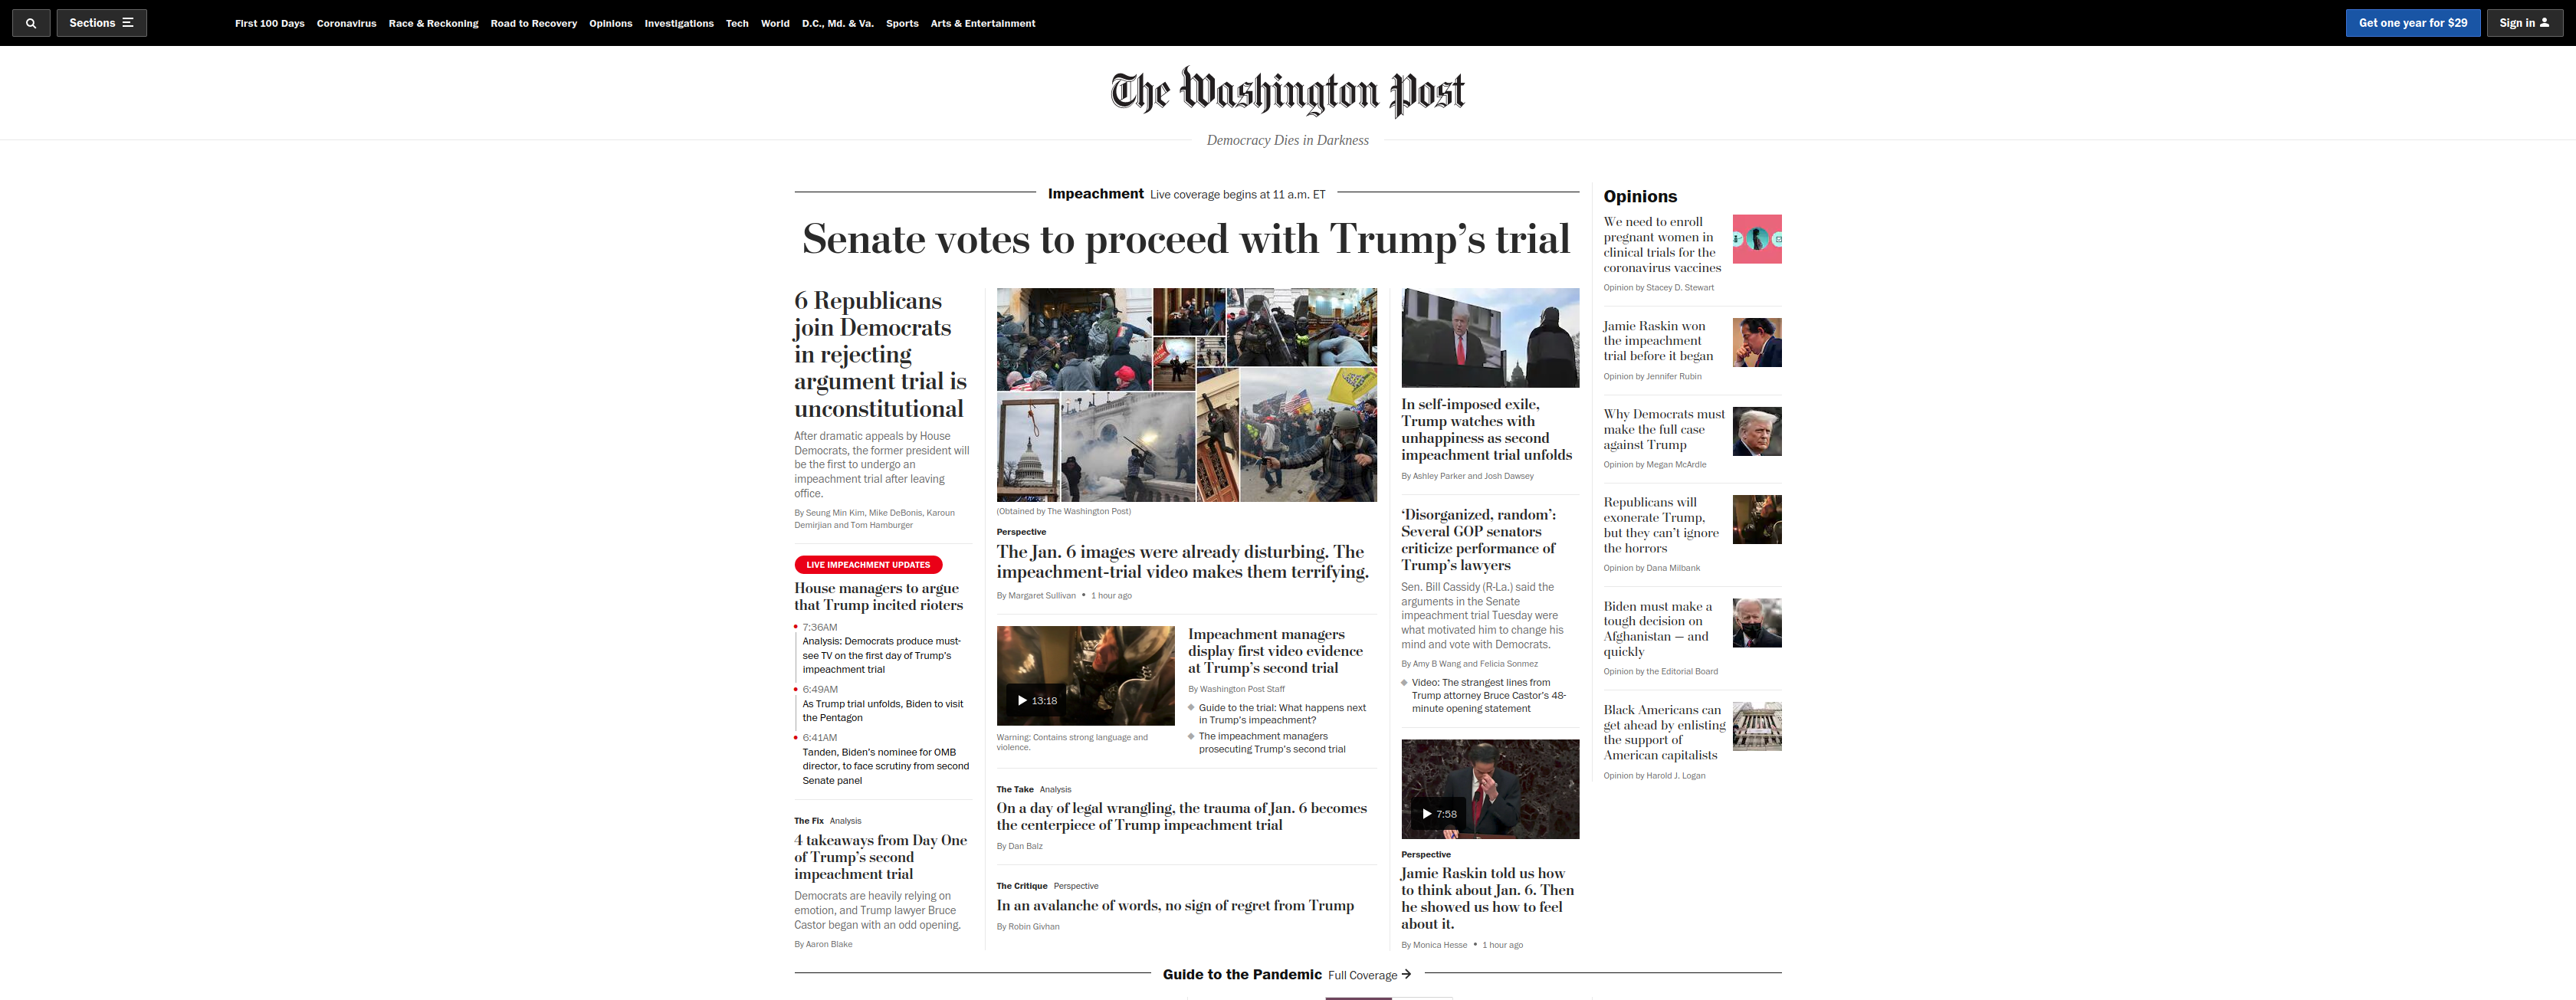 Sections
First 100 Days Coronavirus Race & Reckoning Road to Recovery Opinions Investigations Tech World D.C., Md. & Va. Sports Arts & Entertainment
Get one year for $29
Sign in
The Washington Post
Democracy Dies in Darkness
Impeachment Live coverage begins at 11 a.m. ET
Senate votes to proceed with Trump's trial
6 Republicans
join Democrats
in rejecting
argument trial is
unconstitutional
After dramatic appeals by House
Democrats, the former president will
be the first to undergo an
impeachment trial after leaving
office.
By Seung Min Kim, Mike DeBonis, Karoun
Demirjian and Tom Hamburger
LIVE IMPEACHMENT UPDATES
House managers to argue
that Trump incited rioters
7:36AM
Analysis: Democrats produce must-
see TV on the first day of Trump's
impeachment trial
6:49AM
As Trump trial unfolds, Biden to visit
the Pentagon
6:41AM
Tanden, Biden's nominee for OMB
director, to face scrutiny from second
Senate panel
The Fix Analysis
4 takeaways from Day One
of Trump's second
impeachment trial
Democrats are heavily relying on
emotion, and Trump lawyer Bruce
Castor began with an odd opening.
By Aaron Blake
(Obtained by The Washington Post)
Perspective
The Jan. 6 images were already disturbing. The
impeachment-trial video makes them terrifying.
By Margaret Sullivan • 1 hour ago
13:18
Warning: Contains strong language and
violence.
Impeachment managers
display first video evidence
at Trump's second trial
By Washington Post Staff
Guide to the trial: What happens next
in Trump's impeachment?
The impeachment managers
prosecuting Trump's second trial
The Take Analysis
On a day of legal wrangling, the trauma of Jan. 6 becomes
the centerpiece of Trump impeachment trial
By Dan Balz
The Critique Perspective
In an avalanche of words, no sign of regret from Trump
By Robin Givhan
In self-imposed exile,
Trump watches with
unhappiness as second
impeachment trial unfolds
By Ashley Parker and Josh Dawsey
‘Disorganized, random’:
Several GOP senators
criticize performance of
Trump's lawyers
Sen. Bill Cassidy (R-La.) said the
arguments in the Senate
impeachment trial Tuesday were
what motivated him to change his
mind and vote with Democrats.
By Amy B Wang and Felicia Sonmez
Video: The strangest lines from
Trump attorney Bruce Castor's 48-
minute opening statement
7:58
Perspective
Jamie Raskin told us how
to think about Jan. 6. Then
he showed us how to feel
about it.
By Monica Hesse • 1 hour ago
Opinions
We need to enroll
pregnant women in
clinical trials for the
coronavirus vaccines
Opinion by Stacey D. Stewart
Jamie Raskin won
the impeachment
trial before it began
Opinion by Jennifer Rubin
Why Democrats must
make the full case
against Trump
Opinion by Megan McArdle
Republicans will
exonerate Trump,
but they can't ignore
the horrors
Opinion by Dana Milbank
Biden must make a
tough decision on
Afghanistan — and
quickly
Opinion by the Editorial Board
Black Americans can
get ahead by enlisting
the support of
American capitalists
Opinion by Harold J. Logan
Guide to the Pandemic Full Coverage →